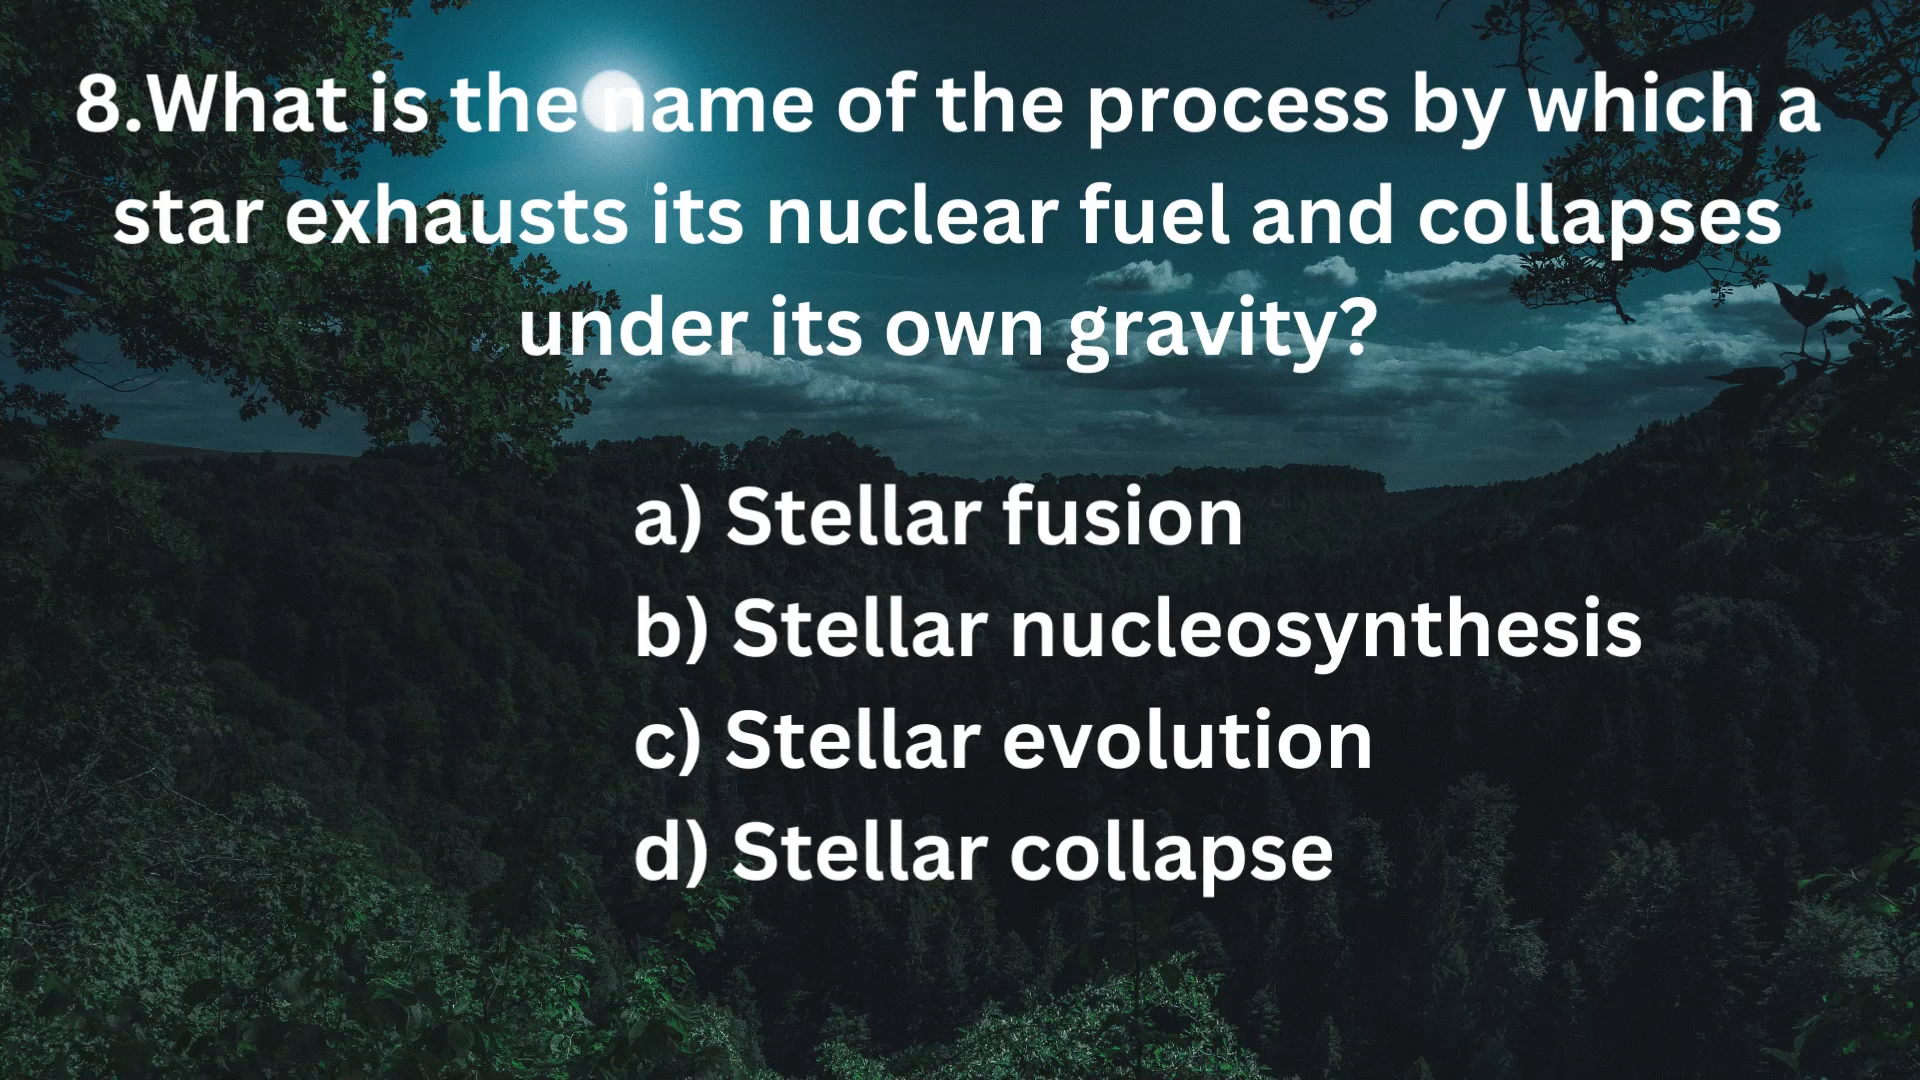 8.What is the name of the process by which a
star exhausts its nuclear fuel and collapses
under its own gravity?
a) Stellar fusion
b) Stellar nucleosynthesis
c) Stellar evolution
d) Stellar collapse